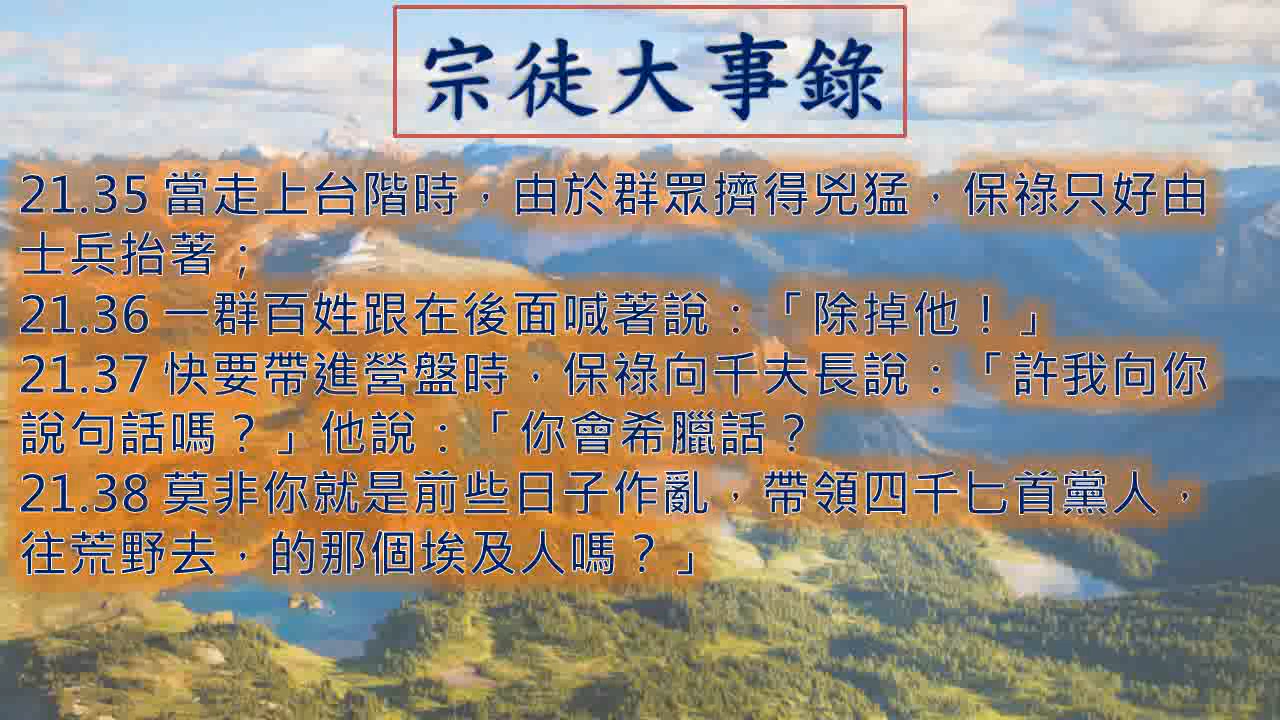 宗徒大事錄
21.35 當走上台階時，由於群眾擠得兇猛，保祿只好由
士兵抬著；
21.36 一群百姓跟在後面喊著說：「除掉他！」
21.37 快要帶進營盤時，保祿向千夫長說：「許我向你
說句話嗎？」他說：「你會希臘話？
21.38 莫非你就是前些日子作亂，帶領四千匕首黨人，
往荒野去，的那個埃及人嗎？」